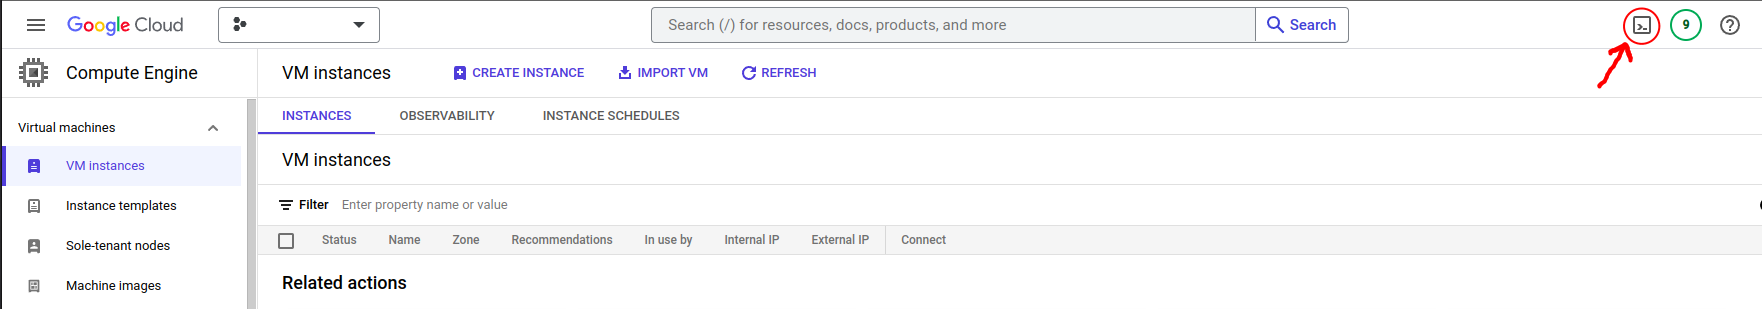 Google Cloud
Search (/) for resources, docs, products, and more
Search
9
Compute Engine
VM instances
CREATE INSTANCE
IMPORT VM
REFRESH
Virtual machines
INSTANCES
OBSERVABILITY
INSTANCE SCHEDULES
VM instances
VM instances
Instance templates
Filter Enter property name or value
Sole-tenant nodes
Status Name Zone Recommendations In use by Internal IP External IP Connect
Machine images
Related actions